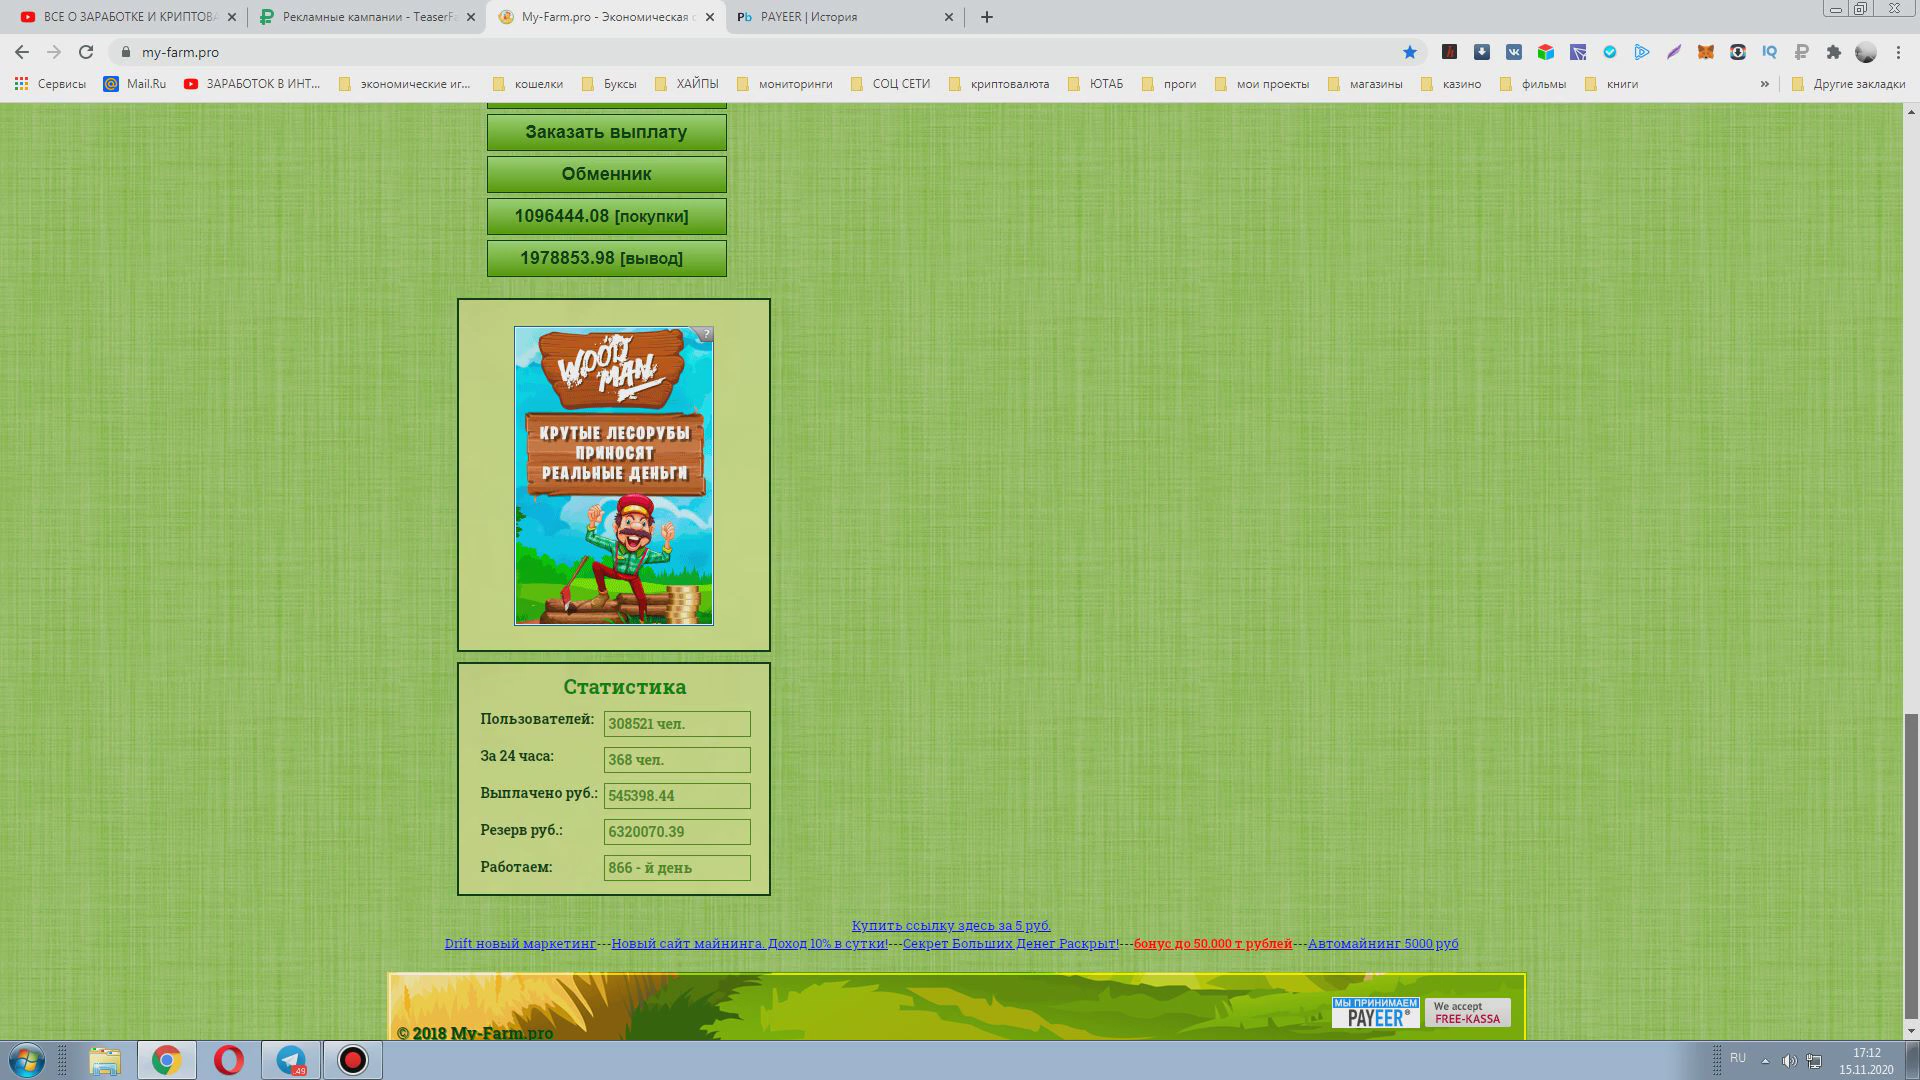 ВСЕ О ЗАРАБОТКЕ И КРИПТОВА
Рекламные кампании - TeaserFa
My-Farm.pro - Экономическая с
PAYEER | История
my-farm.pro
Сервисы
Mail.Ru
ЗАРАБОТОК В ИНТ...
экономические иг...
кошелки
Буксы
ХАЙПЫ
мониторинги
СОЦ СЕТИ
криптовалюта
ЮТАБ
проги
мои проекты
магазины
казино
фильмы
книги
»
Другие закладки
Заказать выплату
Обменник
1096444.08 [покупки]
1978853.98 [вывод]
WOOD
MAN
КРУТЫЕ ЛЕСОРУБЫ
ПРИНОСЯТ
РЕАЛЬНЫЕ ДЕНЬГИ
Статистика
Пользователей: 308521 чел.
За 24 часа: 368 чел.
Выплачено руб.: 545398.44
Резерв руб.: 6320070.39
Работаем: 866 - й день
Купить ссылку здесь за 5 руб.
Drift новый маркетинг---Новый сайт майнинга. Доход 10% в сутки!---Секрет Больших Денег Раскрыт!---бонус до 50.000 т рублей---Автомайнинг 5000 руб
МЫ ПРИНИМАЕМ
PAYEER®
We accept
FREE-KASSA
© 2018 My-Farm.pro
.49
RU
17:12
15.11.2020